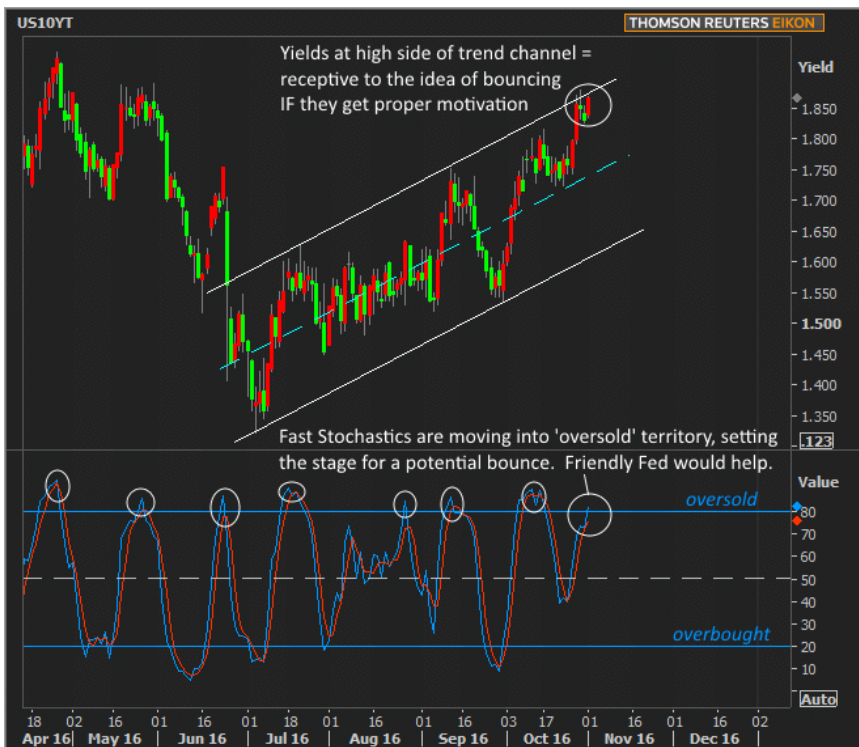 US10YT
THOMSON REUTERS EIKON
Yields at high side of trend channel =
receptive to the idea of bouncing
IF they get proper motivation
Yield
1.850
1.800
1.750
1.700
1.650
1.600
1.550
1.500
1.450
1.400
1.350
.123
Fast Stochastics are moving into 'oversold' territory, setting
the stage for a potential bounce.  Friendly Fed would help.
Value
oversold
80
70
60
50
40
30
overbought
20
10
Auto
18 02 16 01 16 01 18 01 16 01 16 03 17 01 16 01 16 02
Apr 16 | May 16 | Jun 16 | Jul 16 | Aug 16 | Sep 16 | Oct 16 | Nov 16 | Dec 16